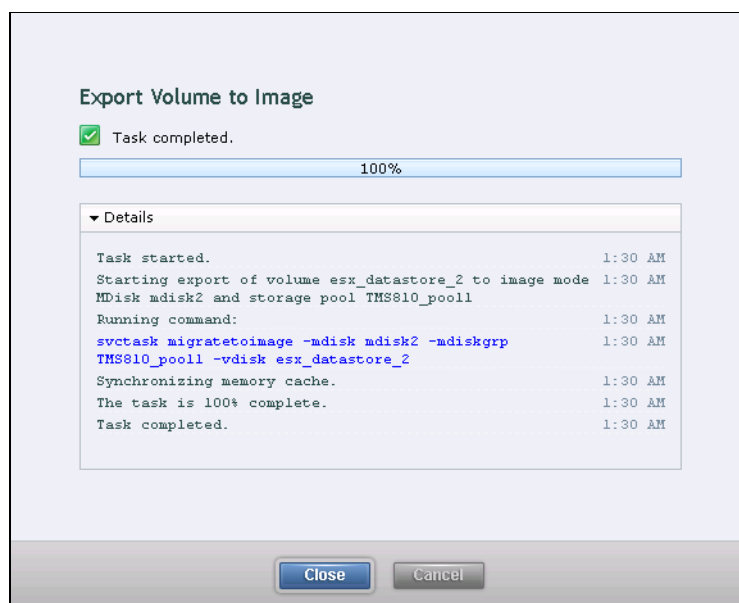 Export Volume to Image
Task completed.
100%
Details
Task started. 1:30 AM
Starting export of volume esx_datastore_2 to image mode 1:30 AM
MDisk mdisk2 and storage pool TMS810_pool1
Running command: 1:30 AM
svctask migratetoimage -mdisk mdisk2 -mdiskgrp 1:30 AM
TMS810_pool1 -vdisk esx_datastore_2
Synchronizing memory cache. 1:30 AM
The task is 100% complete. 1:30 AM
Task completed. 1:30 AM
Close Cancel